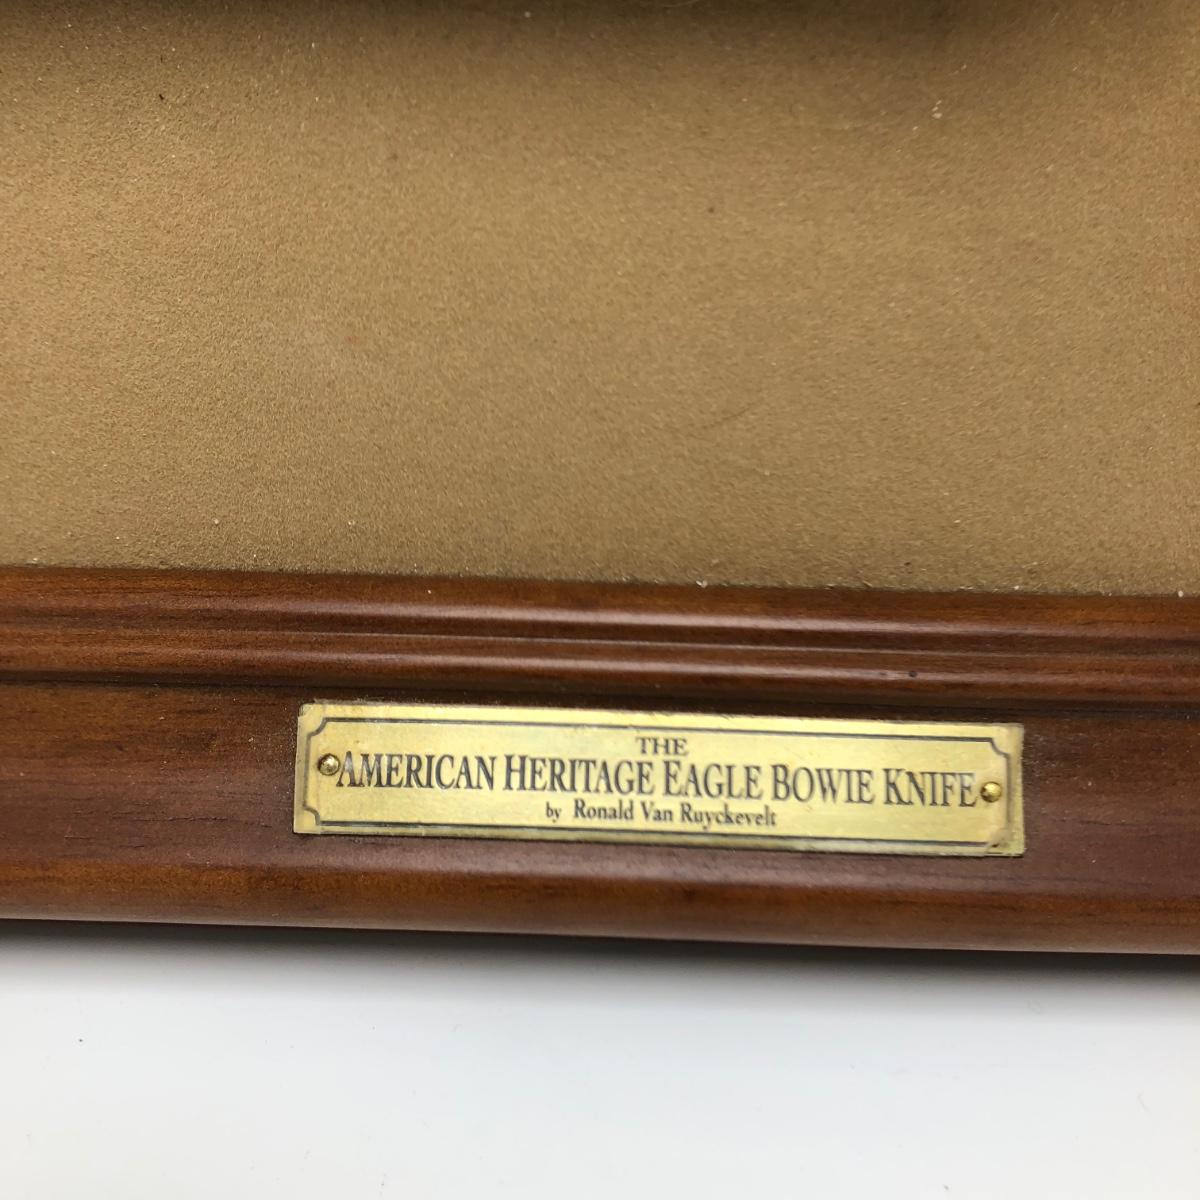 THE
AMERICAN HERITAGE EAGLE BOWIE KNIFE
by Ronald Van Ruyckevelt